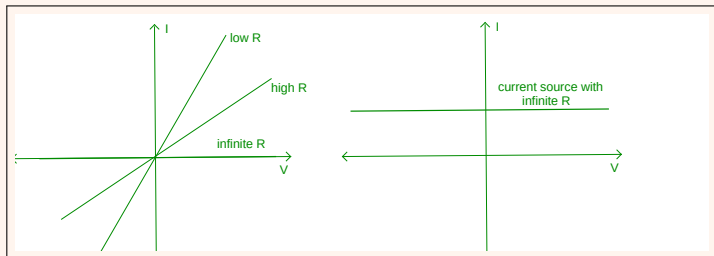 I
low R
high R
infinite R
V
I
current source with
infinite R
V